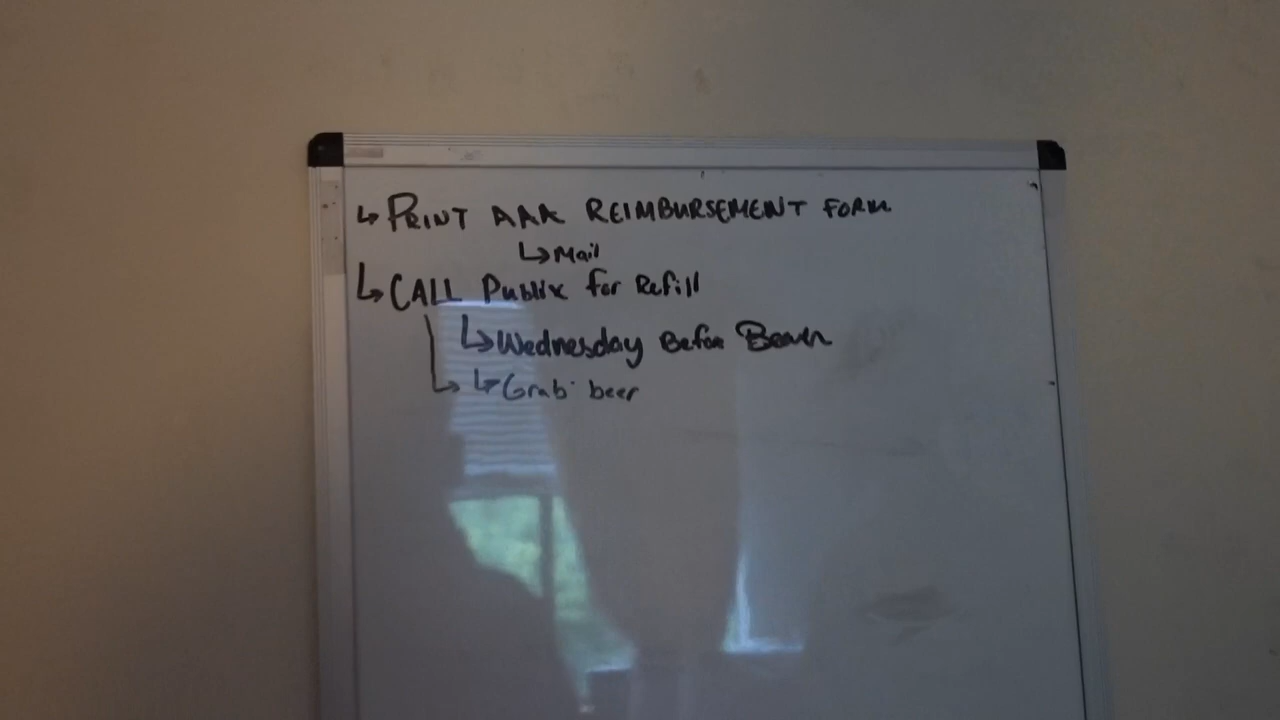 ↳ PRINT AAA REIMBURSEMENT FORM
↳ Mail
↳ CALL Publix for Refill
↳ Wednesday Before Beach
↳ ↳ Grab beer